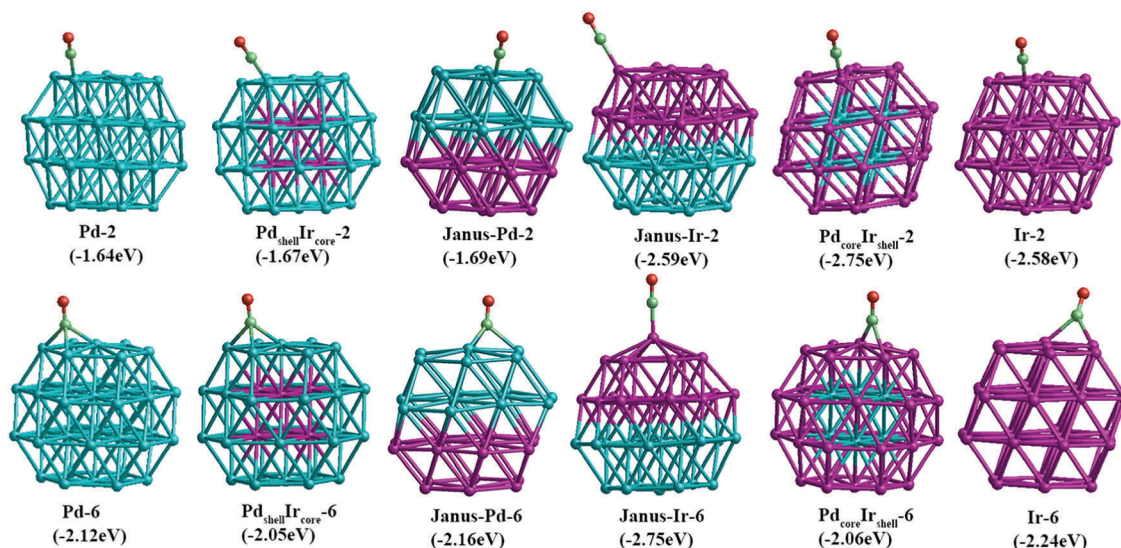 Pd-2
(-1.64eV)
PdshellIrcore-2
(-1.67eV)
Janus-Pd-2
(-1.69eV)
Janus-Ir-2
(-2.59eV)
PdcoreIrshell-2
(-2.75eV)
Ir-2
(-2.58eV)
Pd-6
(-2.12eV)
PdshellIrcore-6
(-2.05eV)
Janus-Pd-6
(-2.16eV)
Janus-Ir-6
(-2.75eV)
PdcoreIrshell-6
(-2.06eV)
Ir-6
(-2.24eV)